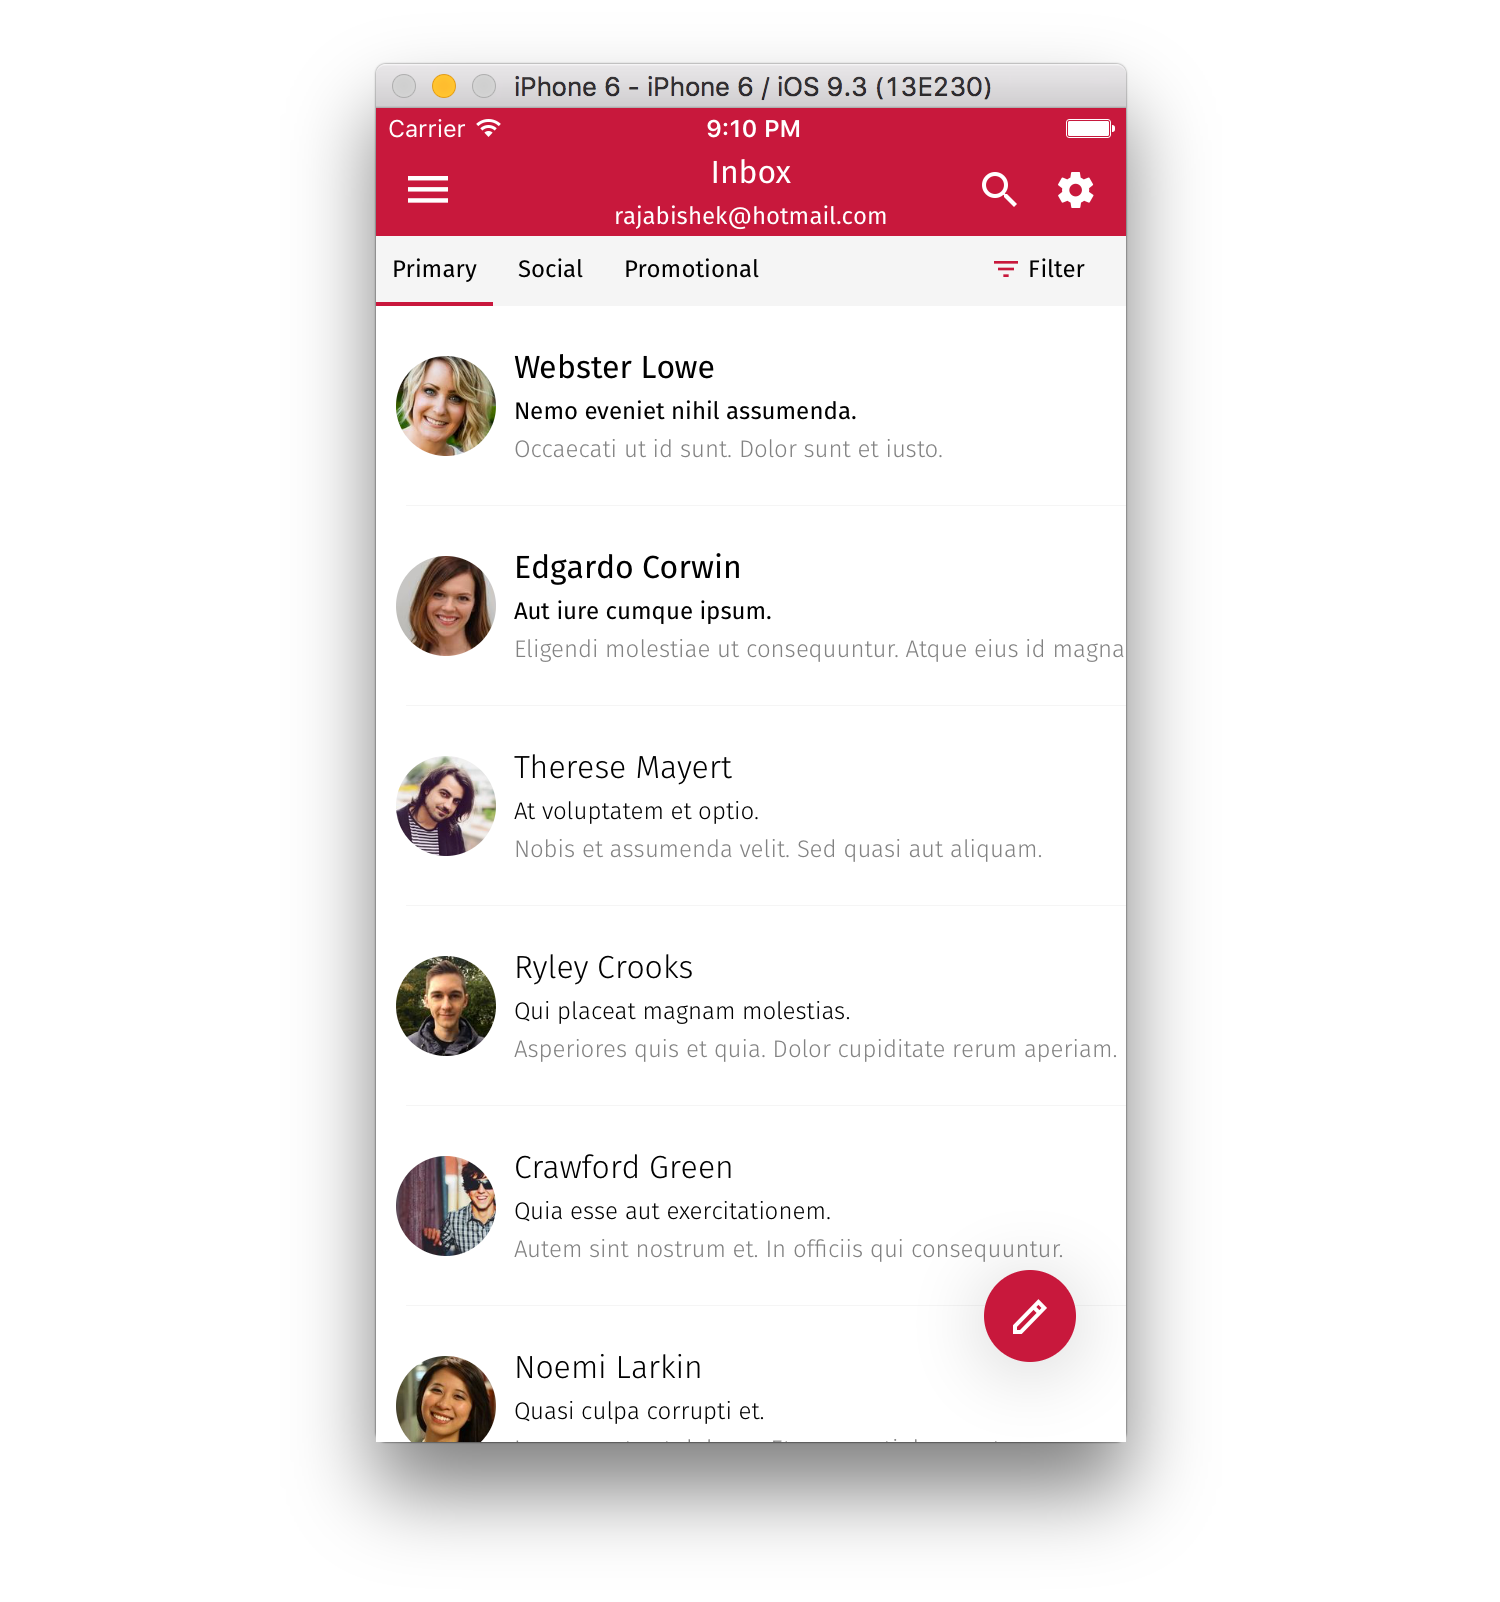 iPhone 6 - iPhone 6 / iOS 9.3 (13E230)
Carrier 9:10 PM
Inbox
rajabishek@hotmail.com
Primary Social Promotional Filter
Webster Lowe
Nemo eveniet nihil assumenda.
Occaecati ut id sunt. Dolor sunt et iusto.
Edgardo Corwin
Aut iure cumque ipsum.
Eligendi molestiae ut consequuntur. Atque eius id magna
Therese Mayert
At voluptatem et optio.
Nobis et assumenda velit. Sed quasi aut aliquam.
Ryley Crooks
Qui placeat magnam molestias.
Asperiores quis et quia. Dolor cupiditate rerum aperiam.
Crawford Green
Quia esse aut exercitationem.
Autem sint nostrum et. In officiis qui consequuntur.
Noemi Larkin
Quasi culpa corrupti et.